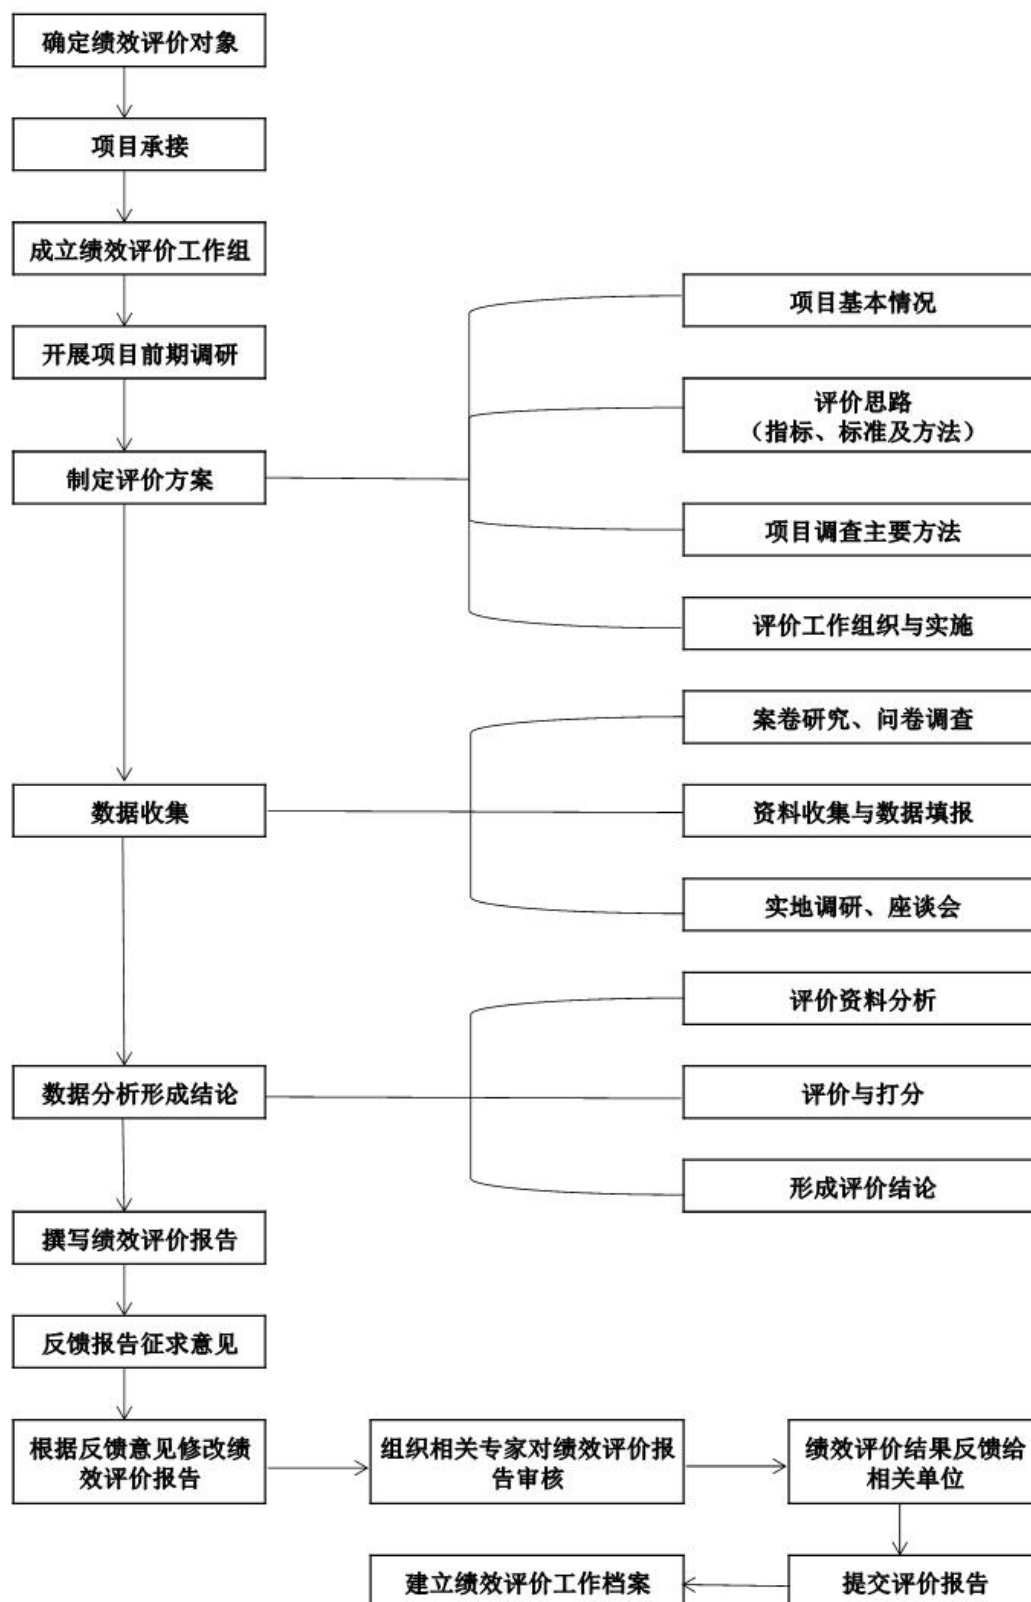 确定绩效评价对象
项目承接
成立绩效评价工作组
开展项目前期调研
制定评价方案
项目基本情况
评价思路
（指标、标准及方法）
项目调查主要方法
评价工作组织与实施
数据收集
案卷研究、问卷调查
资料收集与数据填报
实地调研、座谈会
数据分析形成结论
评价资料分析
评价与打分
形成评价结论
撰写绩效评价报告
反馈报告征求意见
根据反馈意见修改绩
效评价报告
组织相关专家对绩效评价报
告审核
绩效评价结果反馈给
相关单位
提交评价报告
建立绩效评价工作档案